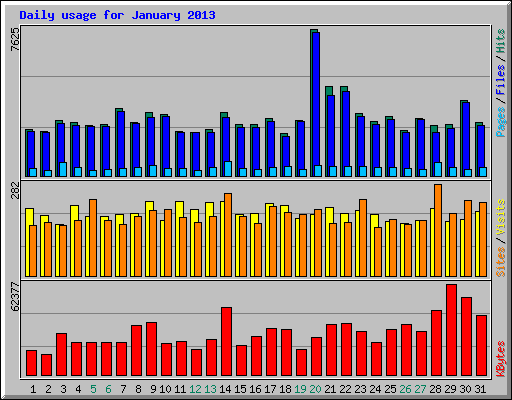 Daily usage for January 2013
7625
Pages / Files / Hits
282
Sites / Visits
62377
KBytes
1 2 3 4 5 6 7 8 9 10 11 12 13 14 15 16 17 18 19 20 21 22 23 24 25 26 27 28 29 30 31